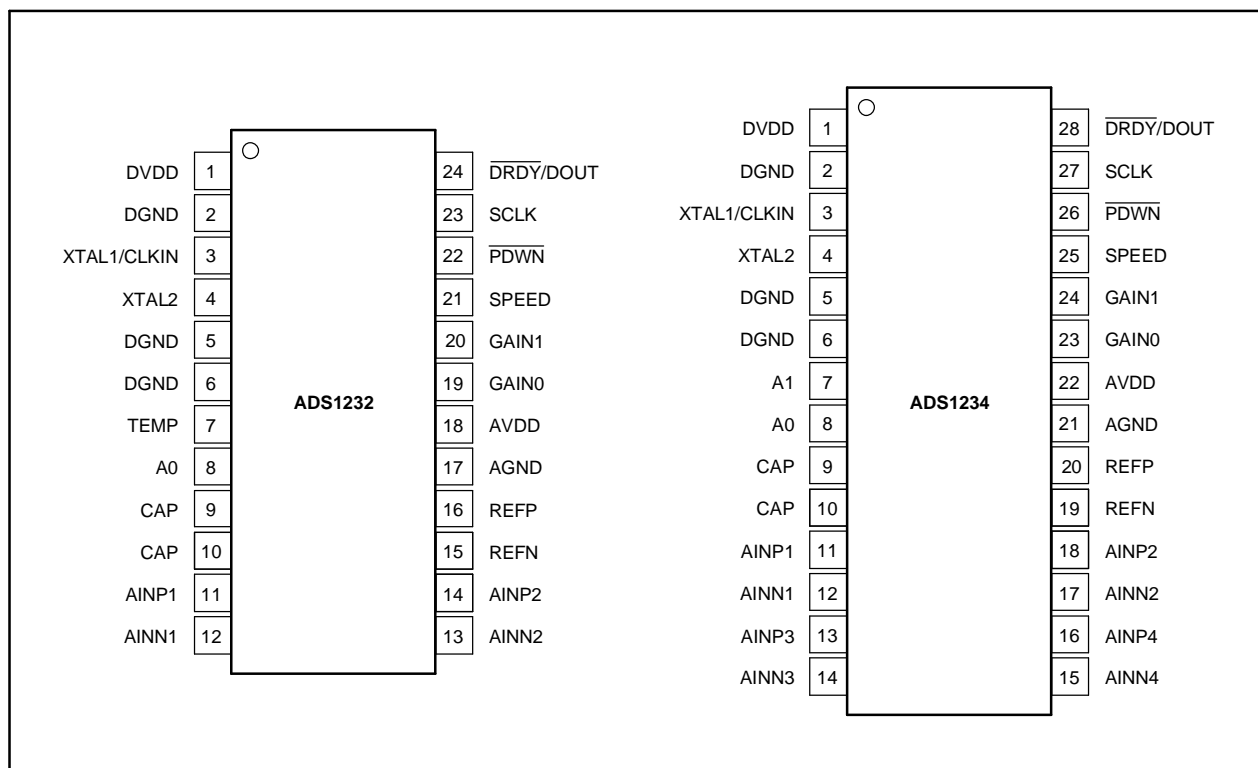 DVDD 1
DGND 2
XTAL1/CLKIN 3
XTAL2 4
DGND 5
DGND 6
TEMP 7
A0 8
CAP 9
CAP 10
AINP1 11
AINN1 12
ADS1232
24 DRDY/DOUT
23 SCLK
22 PDWN
21 SPEED
20 GAIN1
19 GAIN0
18 AVDD
17 AGND
16 REFP
15 REFN
14 AINP2
13 AINN2
DVDD 1
DGND 2
XTAL1/CLKIN 3
XTAL2 4
DGND 5
DGND 6
A1 7
A0 8
CAP 9
CAP 10
AINP1 11
AINN1 12
AINP3 13
AINN3 14
ADS1234
28 DRDY/DOUT
27 SCLK
26 PDWN
25 SPEED
24 GAIN1
23 GAIN0
22 AVDD
21 AGND
20 REFP
19 REFN
18 AINP2
17 AINN2
16 AINP4
15 AINN4